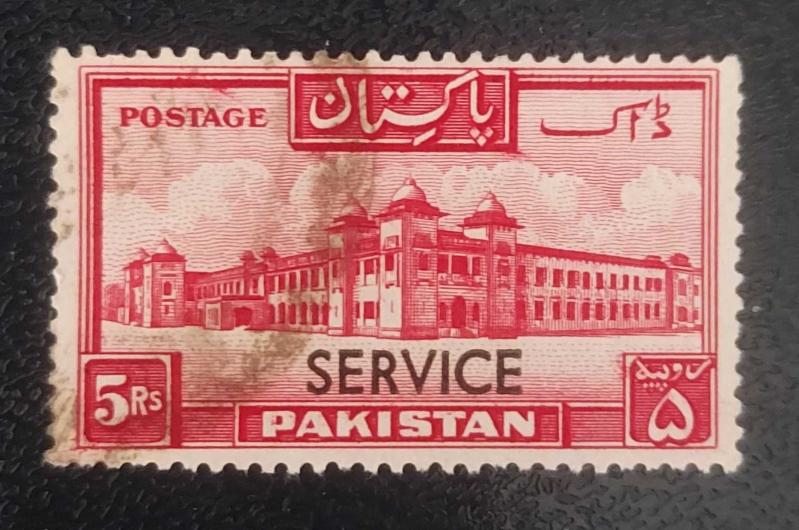 POSTAGE پاکستان ڈاک
SERVICE
5Rs PAKISTAN روپیہ ۵